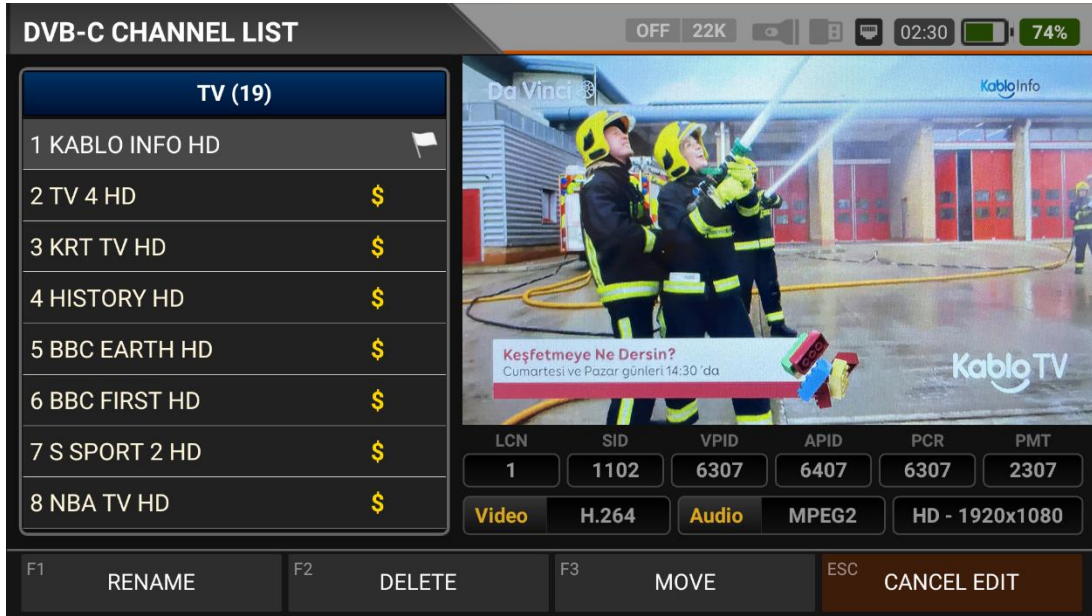 DVB-C CHANNEL LIST
OFF 22K 02:30 74%
TV (19)
1 KABLO INFO HD
2 TV 4 HD $
3 KRT TV HD $
4 HISTORY HD $
5 BBC EARTH HD $
6 BBC FIRST HD $
7 S SPORT 2 HD $
8 NBA TV HD $
Da Vinci
KabloInfo
Keşfetmeye Ne Dersin?
Cumartesi ve Pazar günleri 14:30 'da
Kablo TV
LCN SID VPID APID PCR PMT
1 1102 6307 6407 6307 2307
Video H.264 Audio MPEG2 HD - 1920x1080
F1 RENAME F2 DELETE F3 MOVE ESC CANCEL EDIT